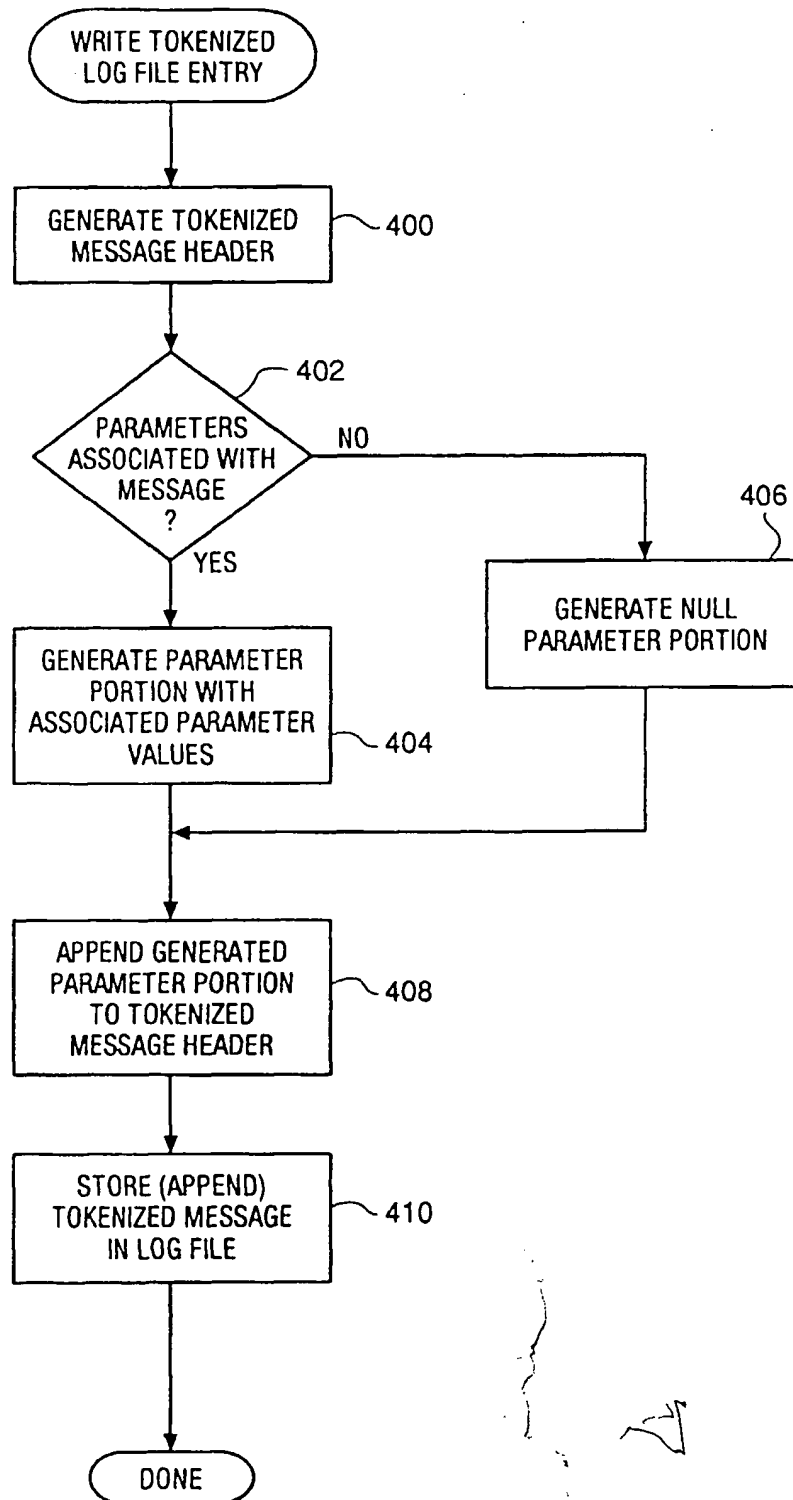 WRITE TOKENIZED
LOG FILE ENTRY
GENERATE TOKENIZED
MESSAGE HEADER
400
402
PARAMETERS
ASSOCIATED WITH
MESSAGE
?
NO
YES
406
GENERATE NULL
PARAMETER PORTION
GENERATE PARAMETER
PORTION WITH
ASSOCIATED PARAMETER
VALUES
404
APPEND GENERATED
PARAMETER PORTION
TO TOKENIZED
MESSAGE HEADER
408
STORE (APPEND)
TOKENIZED MESSAGE
IN LOG FILE
410
DONE